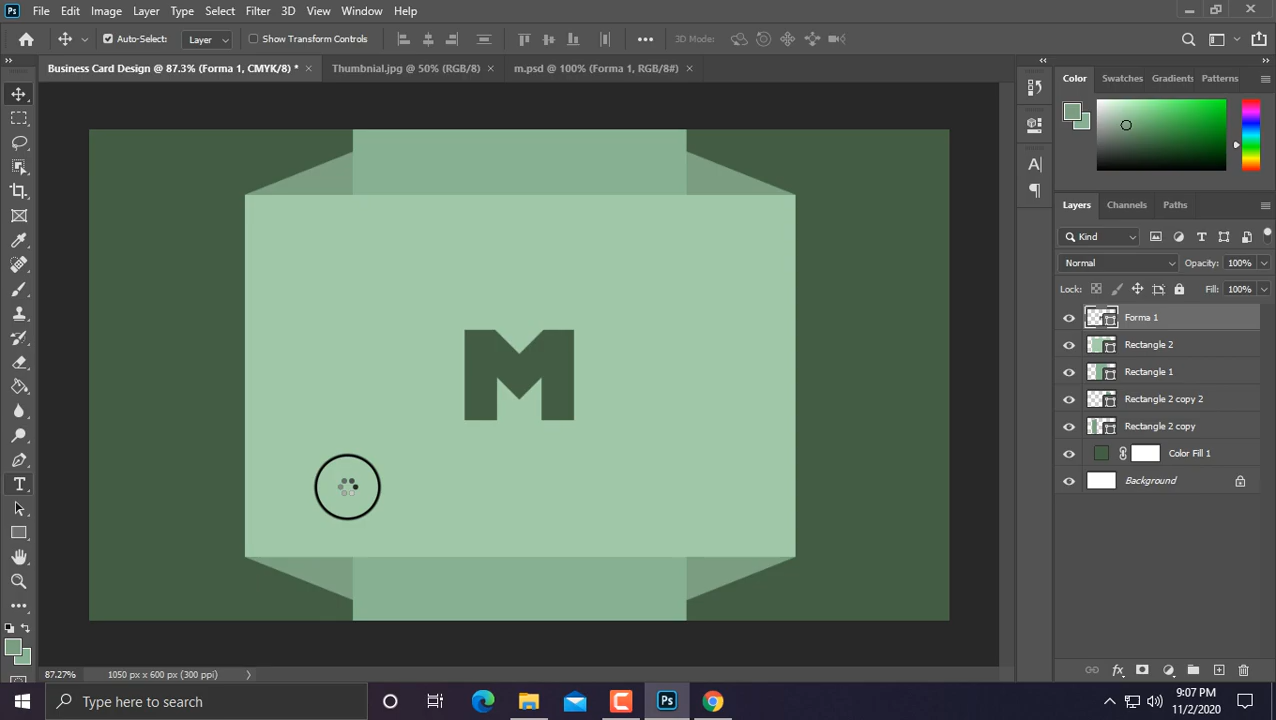 Ps File Edit Image Layer Type Select Filter 3D View Window Help
Auto-Select: Layer Show Transform Controls 3D Mode:
Business Card Design @ 87.3% (Forma 1, CMYK/8) * × Thumbnial.jpg @ 50% (RGB/8) × m.psd @ 100% (Forma 1, RGB/8#) ×
Color Swatches Gradients Patterns
Layers Channels Paths
Kind
Normal Opacity: 100%
Lock: Fill: 100%
Forma 1
Rectangle 2
Rectangle 1
Rectangle 2 copy 2
Rectangle 2 copy
Color Fill 1
Background
M
87.27% 1050 px x 600 px (300 ppi)
Type here to search
Ps
9:07 PM
11/2/2020